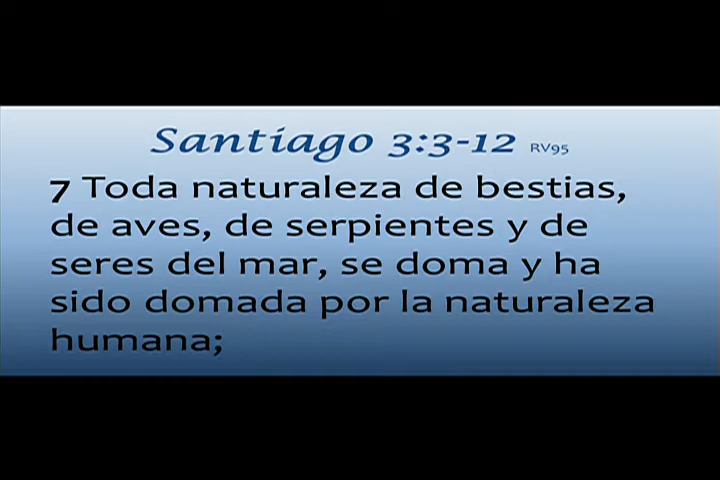 Santiago 3:3-12 RV95
7 Toda naturaleza de bestias,
de aves, de serpientes y de
seres del mar, se doma y ha
sido domada por la naturaleza
humana;